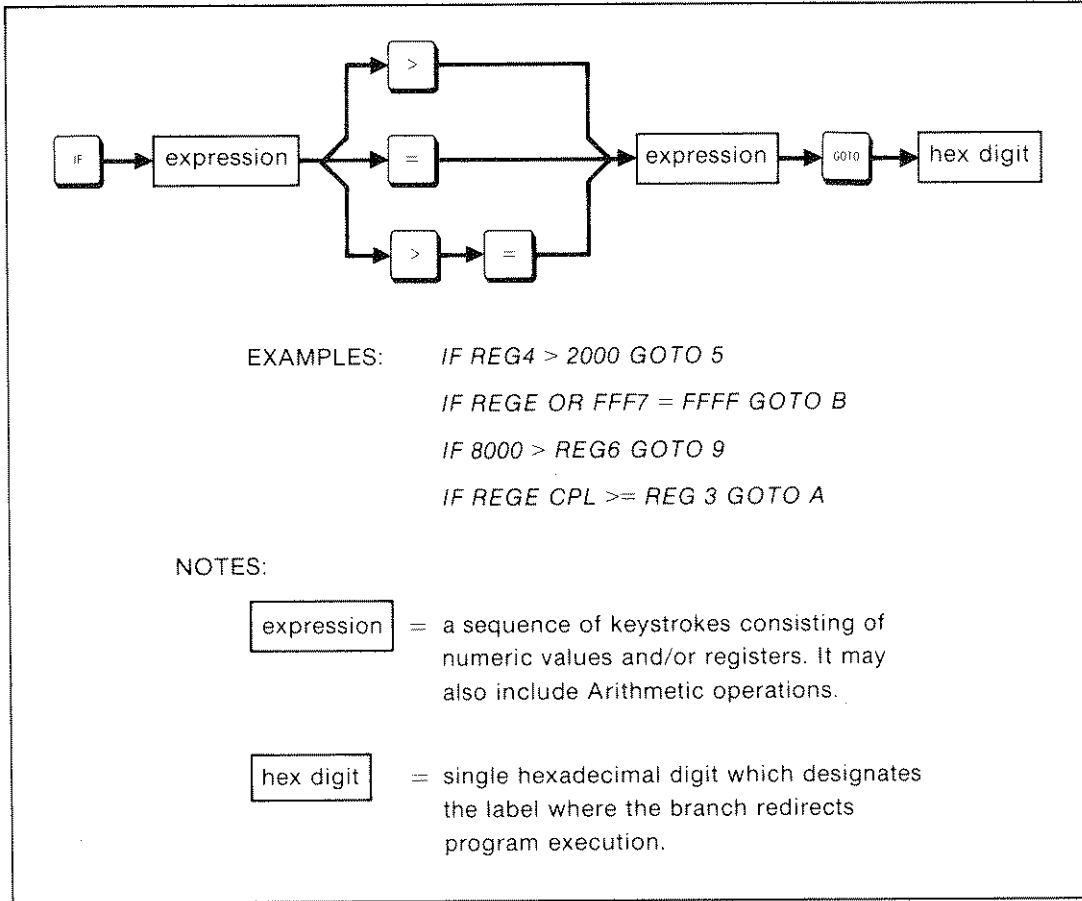 >
IF expression = expression GOTO hex digit
> =
EXAMPLES: IF REG4 > 2000 GOTO 5
IF REGE OR FFF7 = FFFF GOTO B
IF 8000 > REG6 GOTO 9
IF REGE CPL >= REG 3 GOTO A
NOTES:
expression = a sequence of keystrokes consisting of
numeric values and/or registers. It may
also include Arithmetic operations.
hex digit = single hexadecimal digit which designates
the label where the branch redirects
program execution.